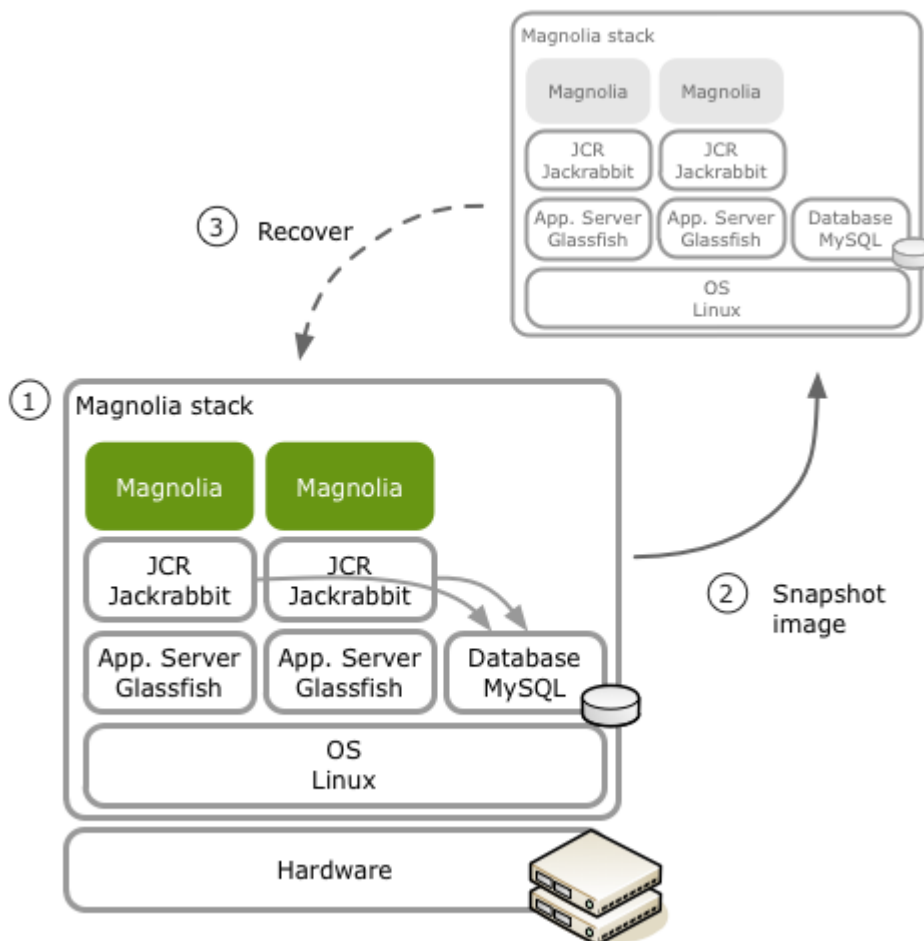 Magnolia stack
Magnolia
Magnolia
JCR
Jackrabbit
JCR
Jackrabbit
App. Server
Glassfish
App. Server
Glassfish
Database
MySQL
OS
Linux
3
Recover
1
Magnolia stack
Magnolia
Magnolia
JCR
Jackrabbit
JCR
Jackrabbit
2
Snapshot
image
App. Server
Glassfish
App. Server
Glassfish
Database
MySQL
OS
Linux
Hardware